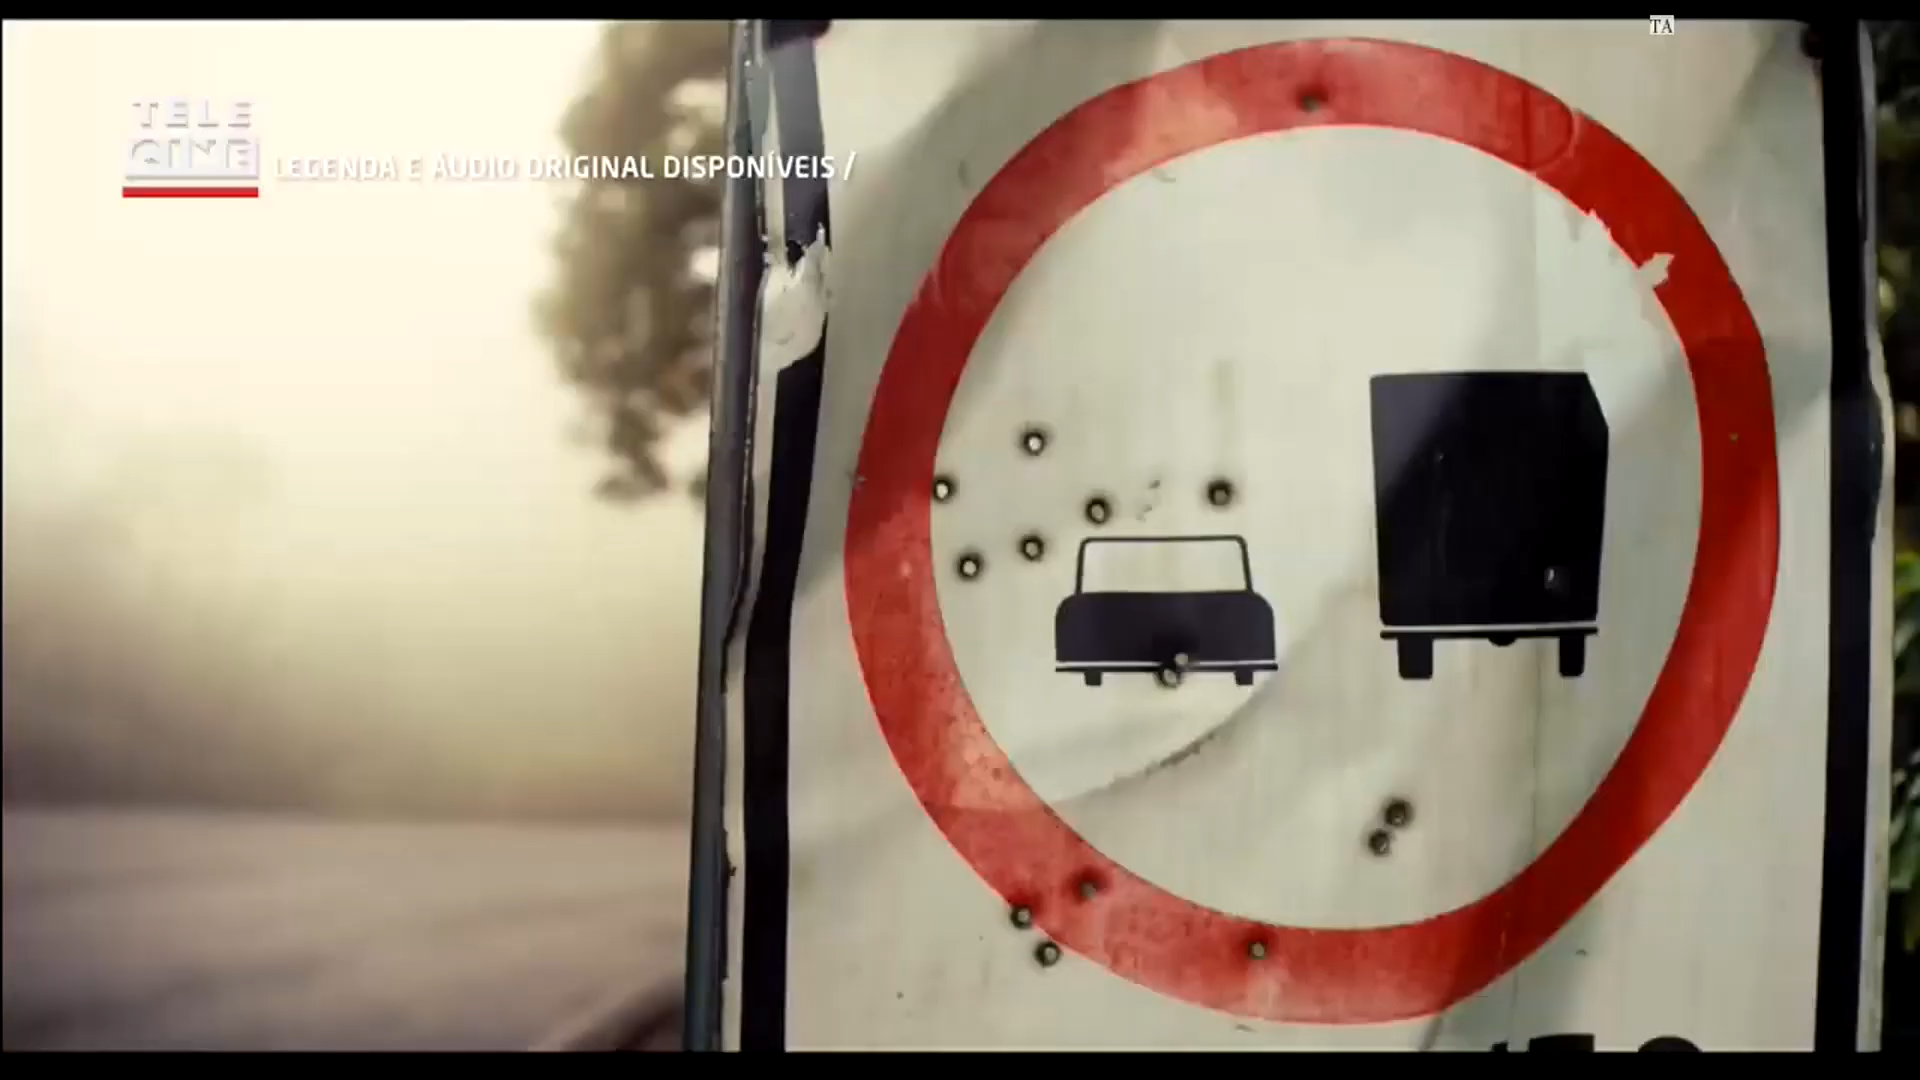 TA
TELE
CINE
LEGENDA E ÁUDIO ORIGINAL DISPONÍVEIS /